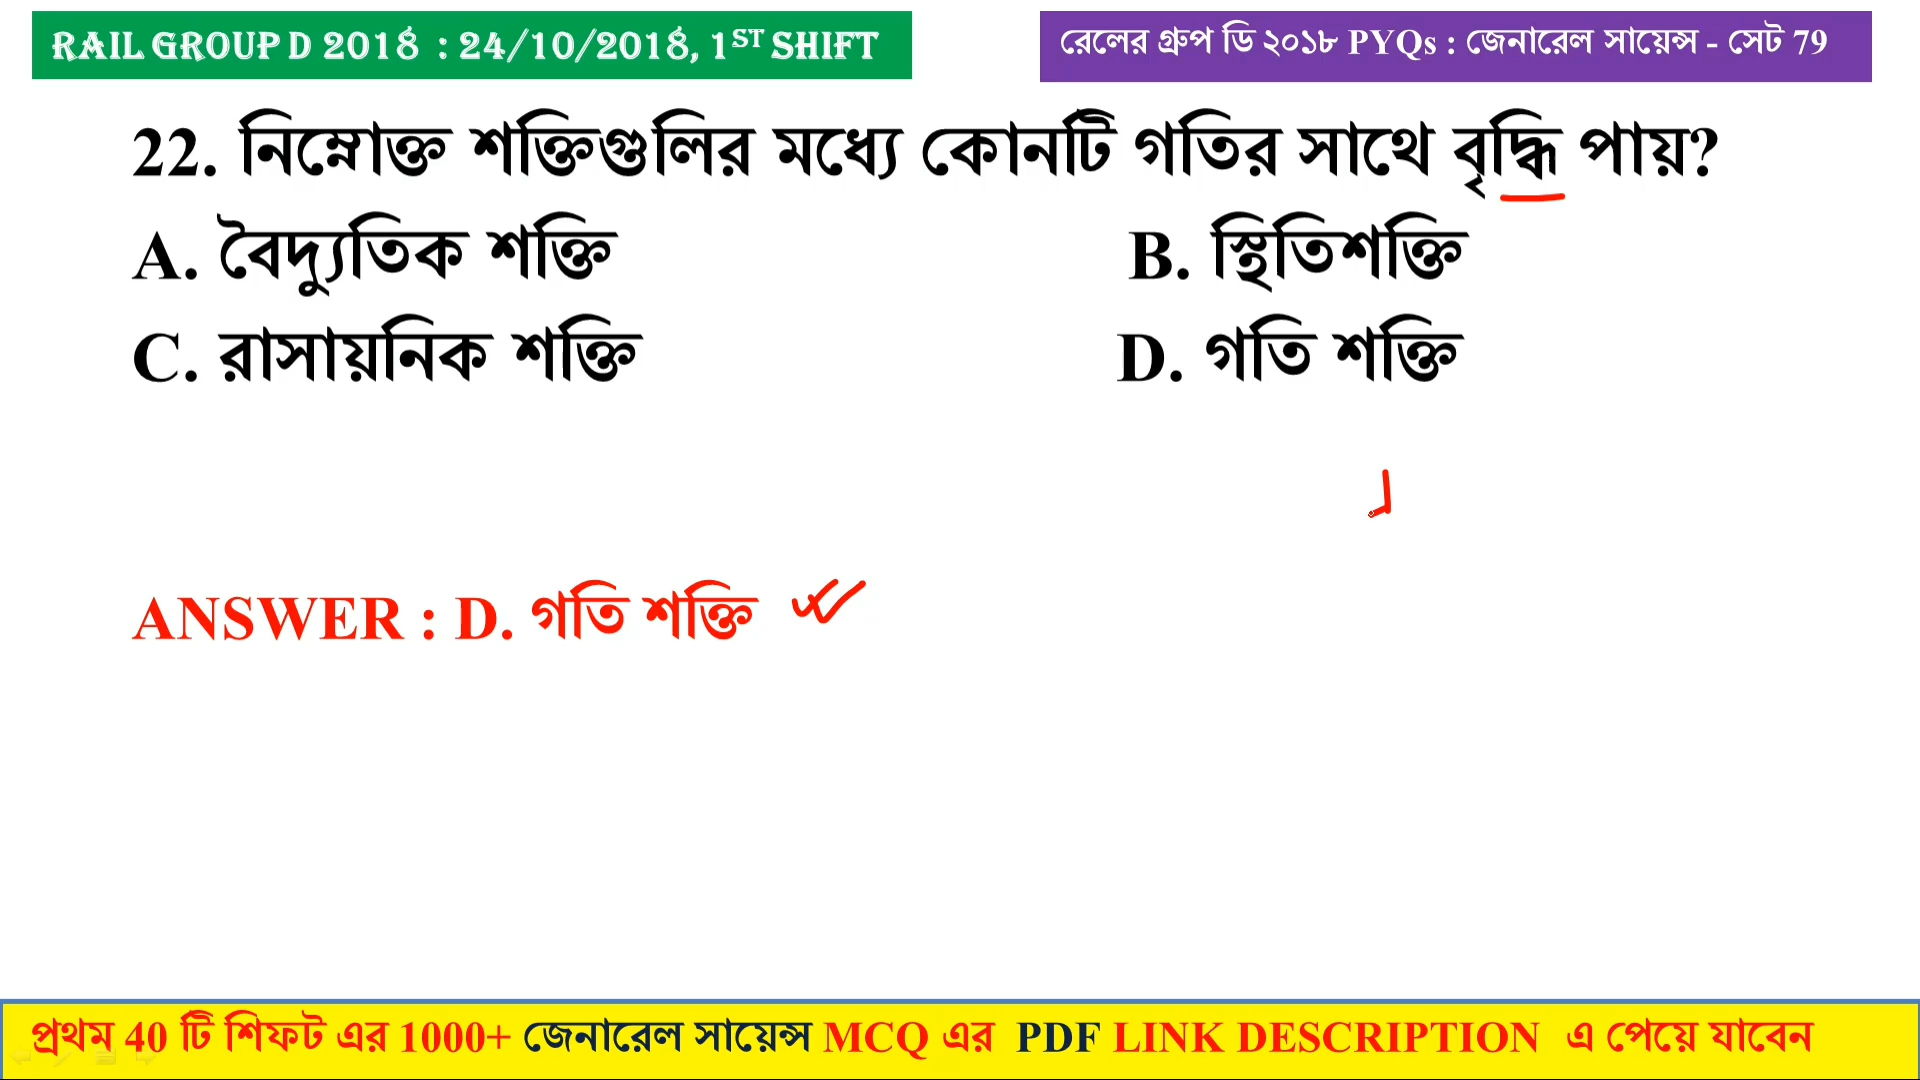 RAIL GROUP D 2018 : 24/10/2018, 1ST SHIFT
রেলের গ্রুপ ডি ২০১৮ PYQs : জেনারেল সায়েন্স - সেট 79
22. নিম্নোক্ত শক্তিগুলির মধ্যে কোনটি গতির সাথে বৃদ্ধি পায়?
A. বৈদ্যুতিক শক্তি B. স্থিতিশক্তি
C. রাসায়নিক শক্তি D. গতি শক্তি
ANSWER : D. গতি শক্তি
প্রথম 40 টি শিফট এর 1000+ জেনারেল সায়েন্স MCQ এর PDF LINK DESCRIPTION এ পেয়ে যাবেন